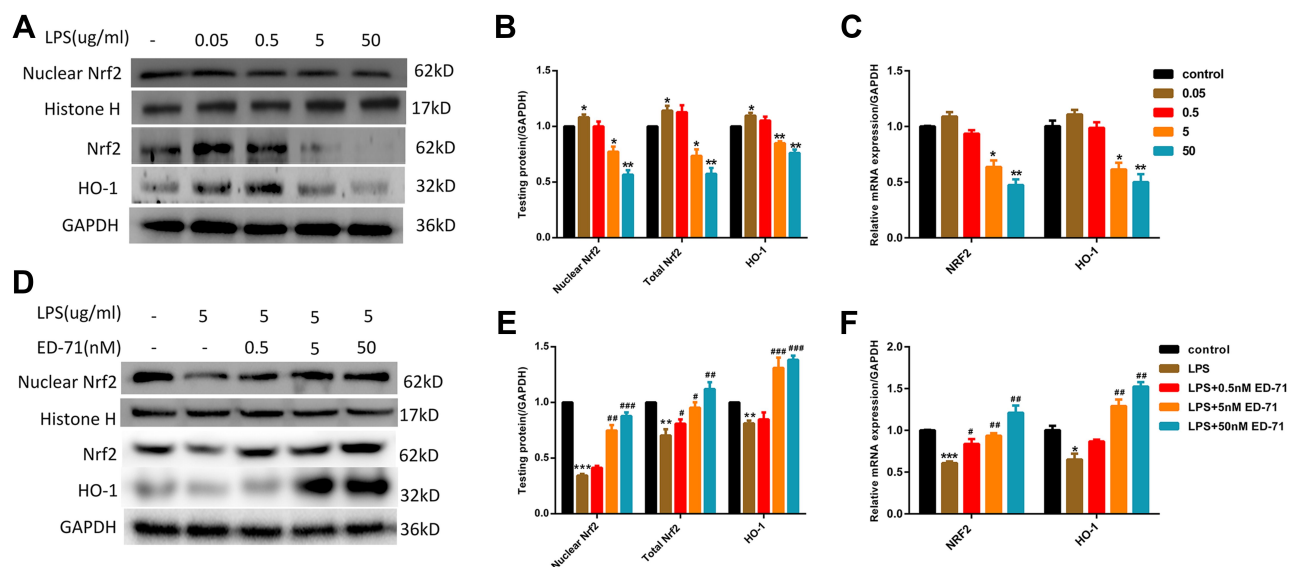 A
LPS(ug/ml) - 0.05 0.5 5 50
Nuclear Nrf2 62kD
Histone H 17kD
Nrf2 62kD
HO-1 32kD
GAPDH 36kD
B
Testing protein(/GAPDH)
1.5
1.0
0.5
0.0
* * ** * * ** * ** **
Nuclear Nrf2 Total Nrf2 HO-1
C
Relative mRNA expression/GAPDH
1.5
1.0
0.5
0.0
* ** * **
NRF2 HO-1
control
0.05
0.5
5
50
D
LPS(ug/ml) - 5 5 5 5
ED-71(nM) - - 0.5 5 50
Nuclear Nrf2 62kD
Histone H 17kD
Nrf2 62kD
HO-1 32kD
GAPDH 36kD
E
Testing protein(/GAPDH)
1.5
1.0
0.5
0.0
*** ## ### ** # # ## ** ### ###
Nuclear Nrf2 Total Nrf2 HO-1
F
Relative mRNA expression/GAPDH
2.0
1.5
1.0
0.5
0.0
*** # ## ## * ## ##
NRF2 HO-1
control
LPS
LPS+0.5nM ED-71
LPS+5nM ED-71
LPS+50nM ED-71